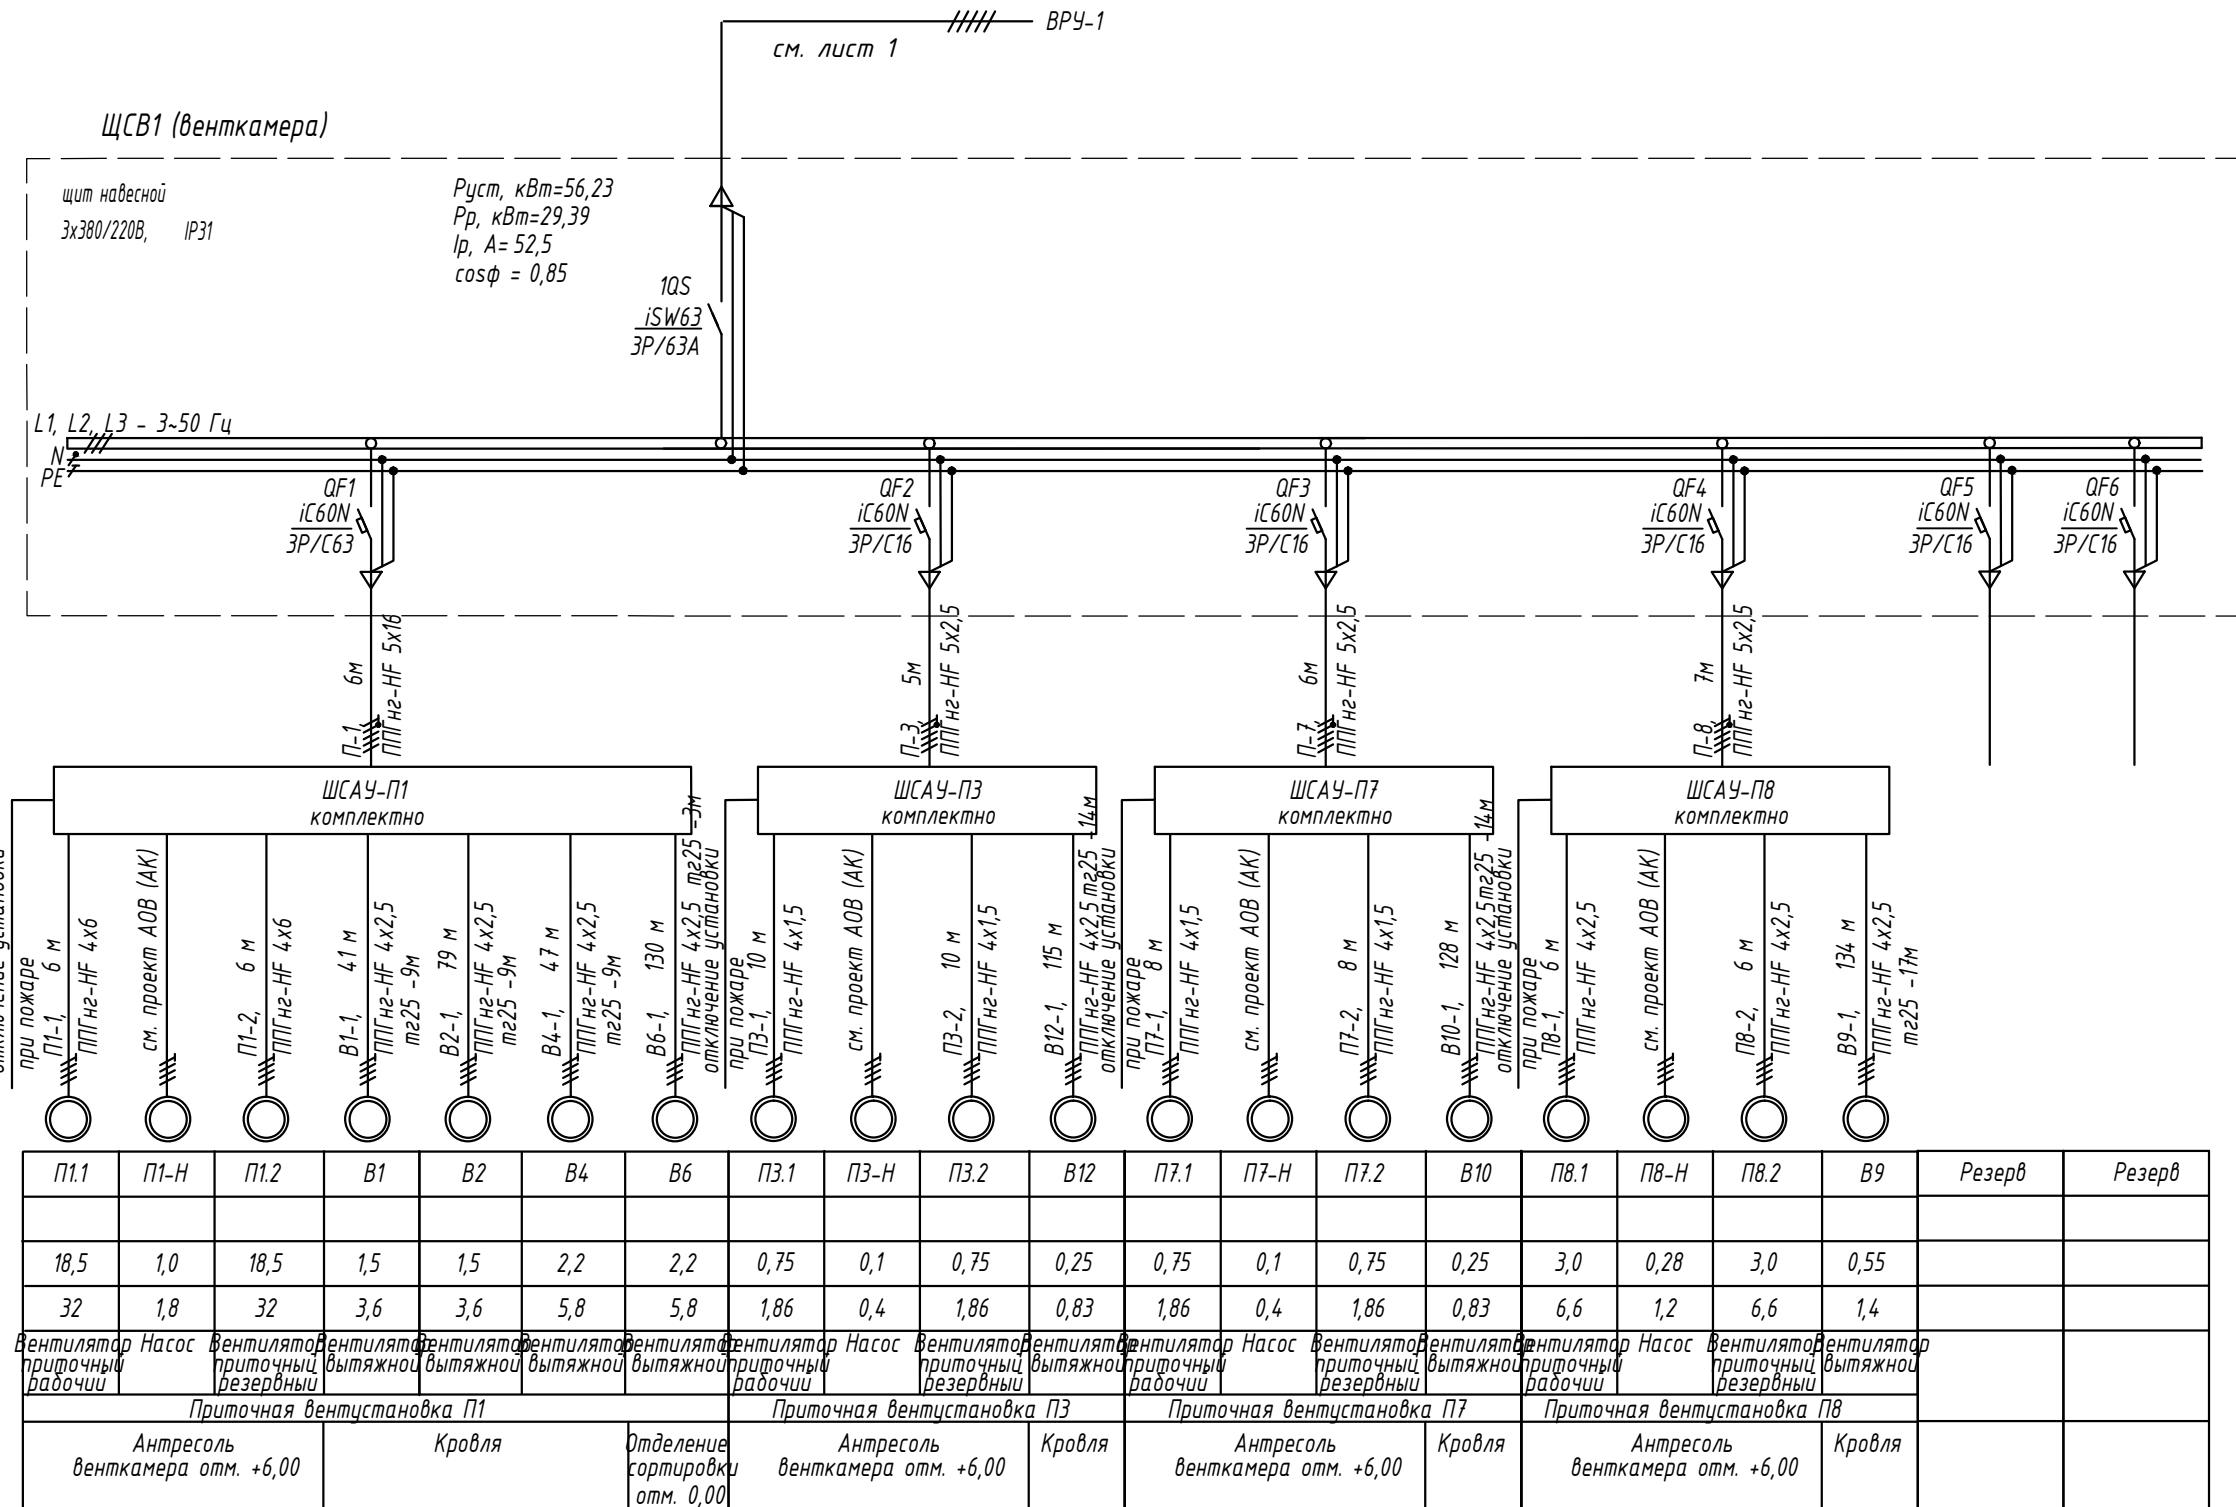 ВРУ-1
см. лист 1
ЩСВ1 (венткамера)
щит навесной
3х380/220В, IP31
Руст, кВт=56,23
Рр, кВт=29,39
Iр, А= 52,5
cosφ = 0,85
1QS
iSW63
3P/63A
L1, L2, L3 - 3~50 Гц
N
PE
QF1
iC60N
3P/C63
QF2
iC60N
3P/C16
QF3
iC60N
3P/C16
QF4
iC60N
3P/C16
QF5
iC60N
3P/C16
QF6
iC60N
3P/C16
П-1, 6м
ППГнг-HF 5х16
П-3, 5м
ППГнг-HF 5х2,5
П-7, 6м
ППГнг-HF 5х2,5
П-8, 7м
ППГнг-HF 5х2,5
ШСАУ-П1
комплектно
ШСАУ-П3
комплектно
ШСАУ-П7
комплектно
ШСАУ-П8
комплектно
при пожаре
П1-1, 6 м
ППГнг-HF 4х6
см. проект АОВ (АК)
П1-2, 6 м
ППГнг-HF 4х6
В1-1, 41 м
ППГнг-HF 4х2,5
тг25 -9м
В2-1, 79 м
ППГнг-HF 4х2,5
тг25 -9м
В4-1, 47 м
ППГнг-HF 4х2,5
тг25 -9м
В6-1, 130 м
ППГнг-HF 4х2,5 тг25 -3м
отключение установки
при пожаре
П3-1, 10 м
ППГнг-HF 4х1,5
см. проект АОВ (АК)
П3-2, 10 м
ППГнг-HF 4х1,5
В12-1, 115 м
ППГнг-HF 4х2,5 тг25 -14м
отключение установки
при пожаре
П7-1, 8 м
ППГнг-HF 4х1,5
см. проект АОВ (АК)
П7-2, 8 м
ППГнг-HF 4х1,5
В10-1, 128 м
ППГнг-HF 4х2,5 тг25 -14м
отключение установки
при пожаре
П8-1, 6 м
ППГнг-HF 4х2,5
см. проект АОВ (АК)
П8-2, 6 м
ППГнг-HF 4х2,5
В9-1, 134 м
ППГнг-HF 4х2,5
тг25 -17м
П1.1 П1-Н П1.2 В1 В2 В4 В6 П3.1 П3-Н П3.2 В12 П7.1 П7-Н П7.2 В10 П8.1 П8-Н П8.2 В9 Резерв Резерв
18,5 1,0 18,5 1,5 1,5 2,2 2,2 0,75 0,1 0,75 0,25 0,75 0,1 0,75 0,25 3,0 0,28 3,0 0,55
32 1,8 32 3,6 3,6 5,8 5,8 1,86 0,4 1,86 0,83 1,86 0,4 1,86 0,83 6,6 1,2 6,6 1,4
Вентилятор Насос Вентилятор Вентилятор Вентилятор Вентилятор Вентилятор Вентилятор Насос Вентилятор Вентилятор Вентилятор Насос Вентилятор Вентилятор Вентилятор Насос Вентилятор Вентилятор
приточный приточный вытяжной вытяжной вытяжной вытяжной приточный приточный вытяжной приточный приточный вытяжной приточный приточный вытяжной
рабочий резервный рабочий резервный рабочий резервный рабочий резервный
Приточная вентустановка П1 Приточная вентустановка П3 Приточная вентустановка П7 Приточная вентустановка П8
Антресоль Кровля Отделение Антресоль Кровля Антресоль Кровля Антресоль Кровля
венткамера отм. +6,00 сортировки венткамера отм. +6,00 венткамера отм. +6,00 венткамера отм. +6,00
отм. 0,00